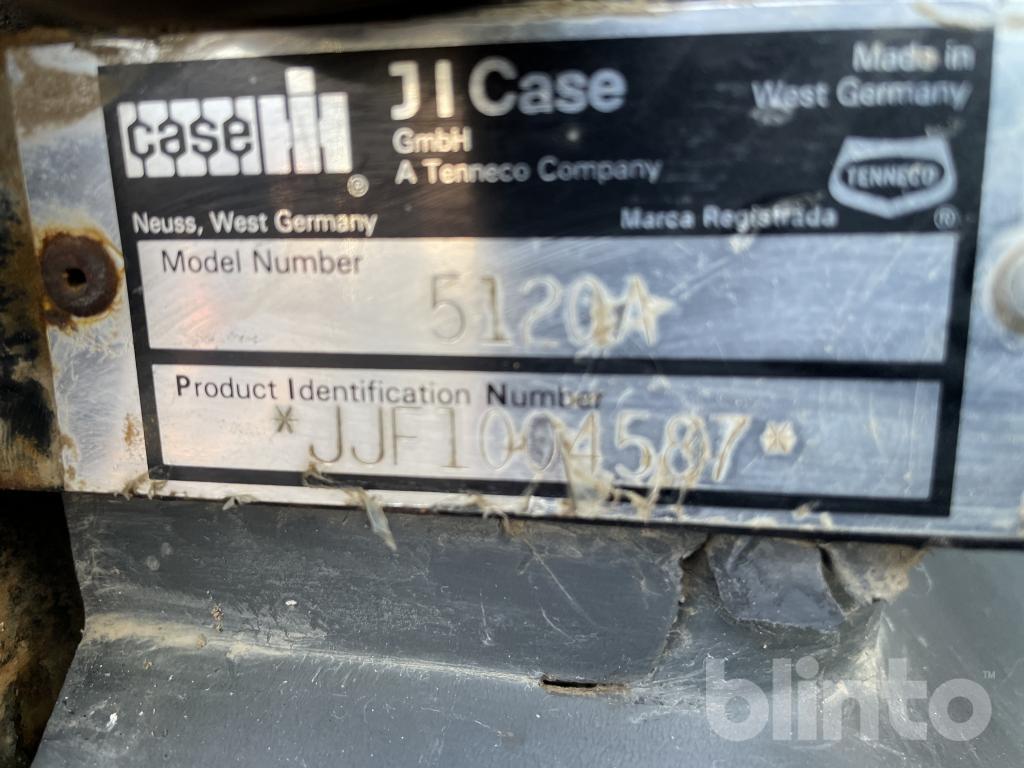 case IH ®
J I Case
GmbH
A Tenneco Company
Made in
West Germany
TENNECO
®
Neuss, West Germany
Marca Registrada
Model Number
5120A
Product Identification Number
*JJF1004587*
blinto™